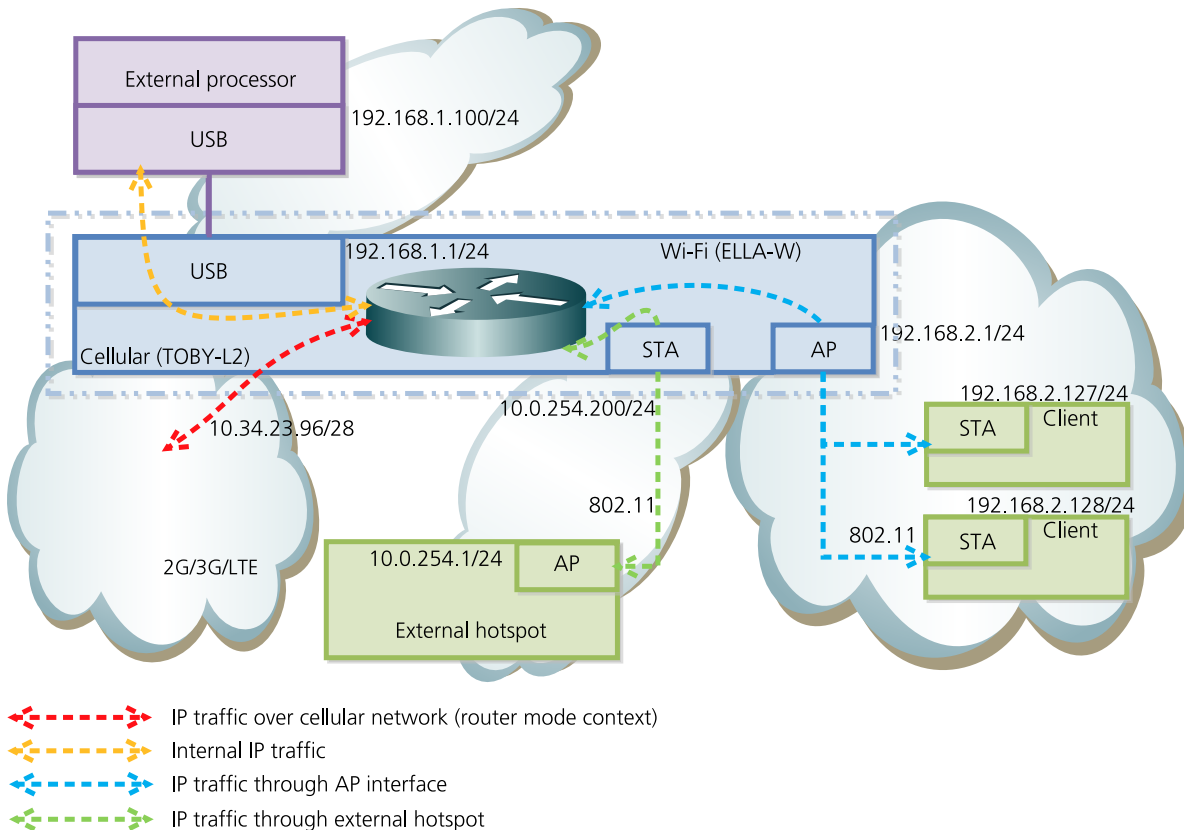 External processor
USB
192.168.1.100/24
USB
192.168.1.1/24
Wi-Fi (ELLA-W)
Cellular (TOBY-L2)
STA
AP
192.168.2.1/24
10.34.23.96/28
10.0.254.200/24
192.168.2.127/24
STA
Client
802.11
192.168.2.128/24
802.11
STA
Client
2G/3G/LTE
10.0.254.1/24
AP
External hotspot
IP traffic over cellular network (router mode context)
Internal IP traffic
IP traffic through AP interface
IP traffic through external hotspot